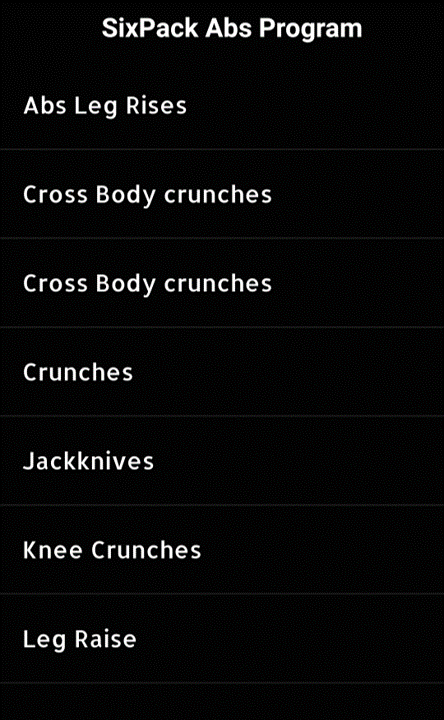 SixPack Abs Program
Abs Leg Rises
Cross Body crunches
Cross Body crunches
Crunches
Jackknives
Knee Crunches
Leg Raise